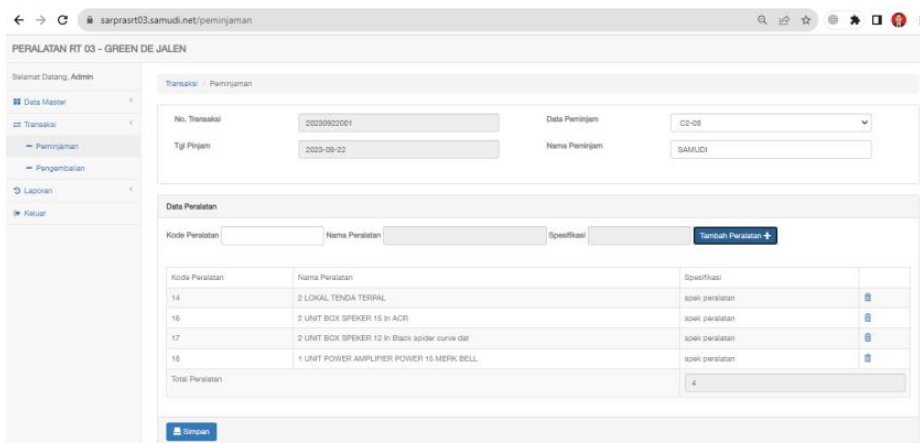 sarprasrt03.samudi.net/peminjaman
PERALATAN RT 03 - GREEN DE JALEN
Selamat Datang, Admin
Data Master
Transaksi
Peminjaman
Pengembalian
Laporan
Keluar
Transaksi / Peminjaman
No. Transaksi 20230922001 Data Peminjam C2-08
Tgl Pinjam 2023-09-22 Nama Peminjam SAMUDI
Data Peralatan
Kode Peralatan Nama Peralatan Spesifikasi Tambah Peralatan +
Kode Peralatan Nama Peralatan Spesifikasi
14 2 LOKAL TENDA TERPAL spek peralatan
16 2 UNIT BOX SPEKER 15 In ACR spek peralatan
17 2 UNIT BOX SPEKER 12 In Black spider curve dat spek peralatan
18 1 UNIT POWER AMPLIFIER POWER 15 MERK BELL spek peralatan
Total Peralatan 4
Simpan